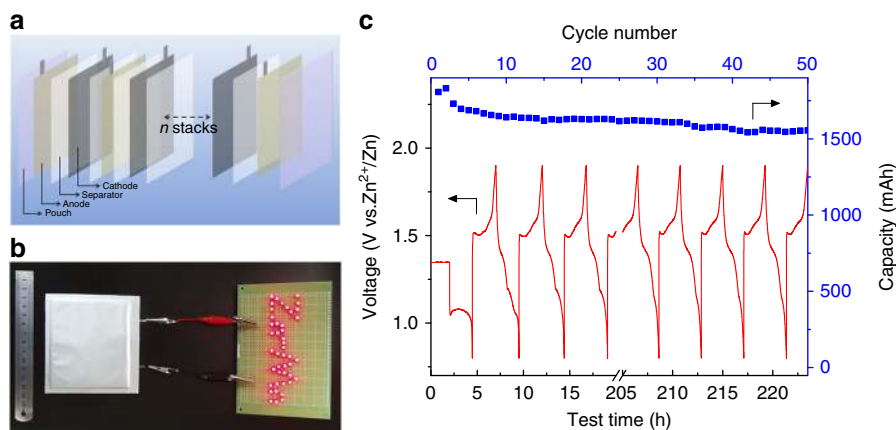 a
n stacks
Cathode
Separator
Anode
Pouch
b
c
Cycle number
0 10 20 30 40 50
Voltage (V vs.Zn2+/Zn)
2.0
1.5
1.0
1500
1000
500
0
Capacity (mAh)
0 5 10 15 205 210 215 220
Test time (h)